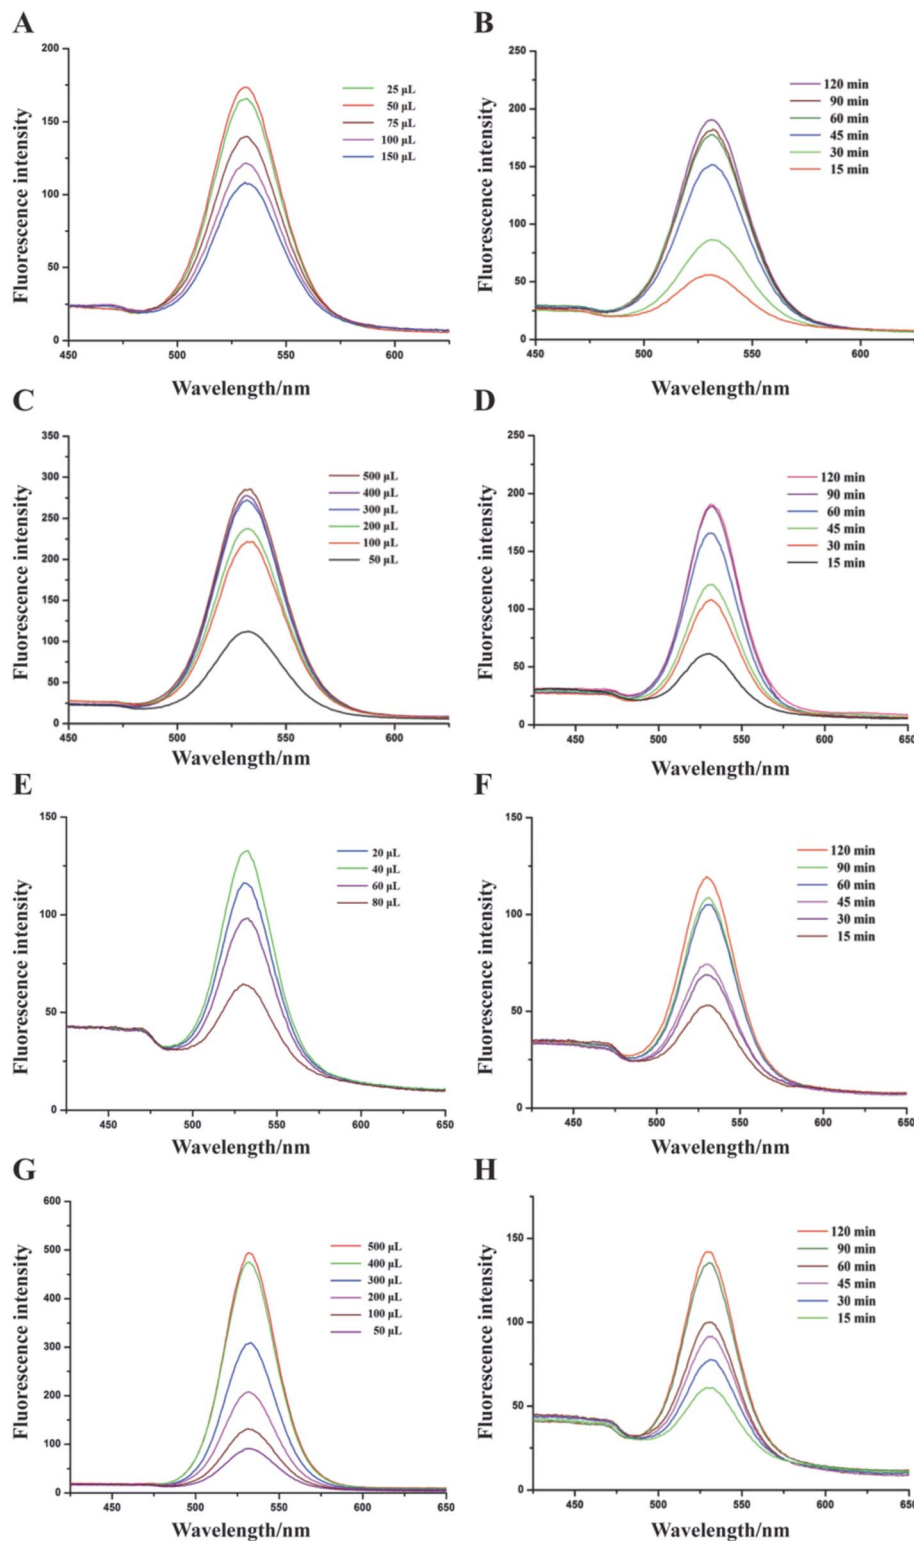 A
Fluorescence intensity
200
150
100
50
0
450
500
550
600
Wavelength/nm
25 µL
50 µL
75 µL
100 µL
150 µL
B
Fluorescence intensity
250
200
150
100
50
0
450
500
550
600
Wavelength/nm
120 min
90 min
60 min
45 min
30 min
15 min
C
Fluorescence intensity
350
300
250
200
150
100
50
0
450
500
550
600
Wavelength/nm
500 µL
400 µL
300 µL
200 µL
100 µL
50 µL
D
Fluorescence intensity
250
200
150
100
50
0
450
500
550
600
650
Wavelength/nm
120 min
90 min
60 min
45 min
30 min
15 min
E
Fluorescence intensity
150
100
50
0
450
500
550
600
650
Wavelength/nm
20 µL
40 µL
60 µL
80 µL
F
Fluorescence intensity
150
100
50
0
450
500
550
600
650
Wavelength/nm
120 min
90 min
60 min
45 min
30 min
15 min
G
Fluorescence intensity
600
500
400
300
200
100
0
450
500
550
600
650
Wavelength/nm
500 µL
400 µL
300 µL
200 µL
100 µL
50 µL
H
Fluorescence intensity
150
100
50
0
450
500
550
600
650
Wavelength/nm
120 min
90 min
60 min
45 min
30 min
15 min